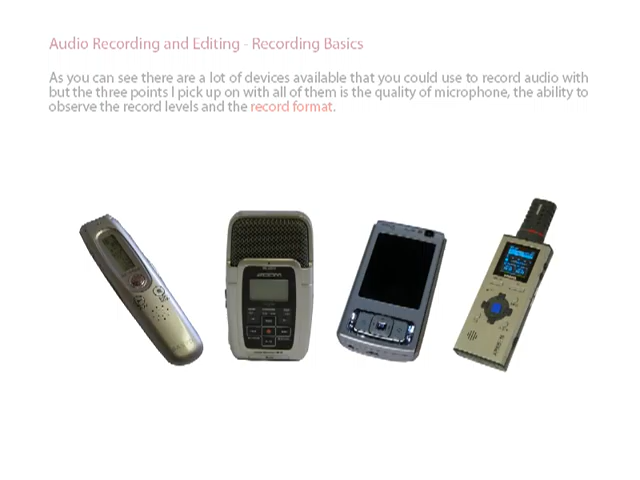 Audio Recording and Editing - Recording Basics
As you can see there are a lot of devices available that you could use to record audio with
but the three points I pick up on with all of them is the quality of microphone, the ability to
observe the record levels and the record format.